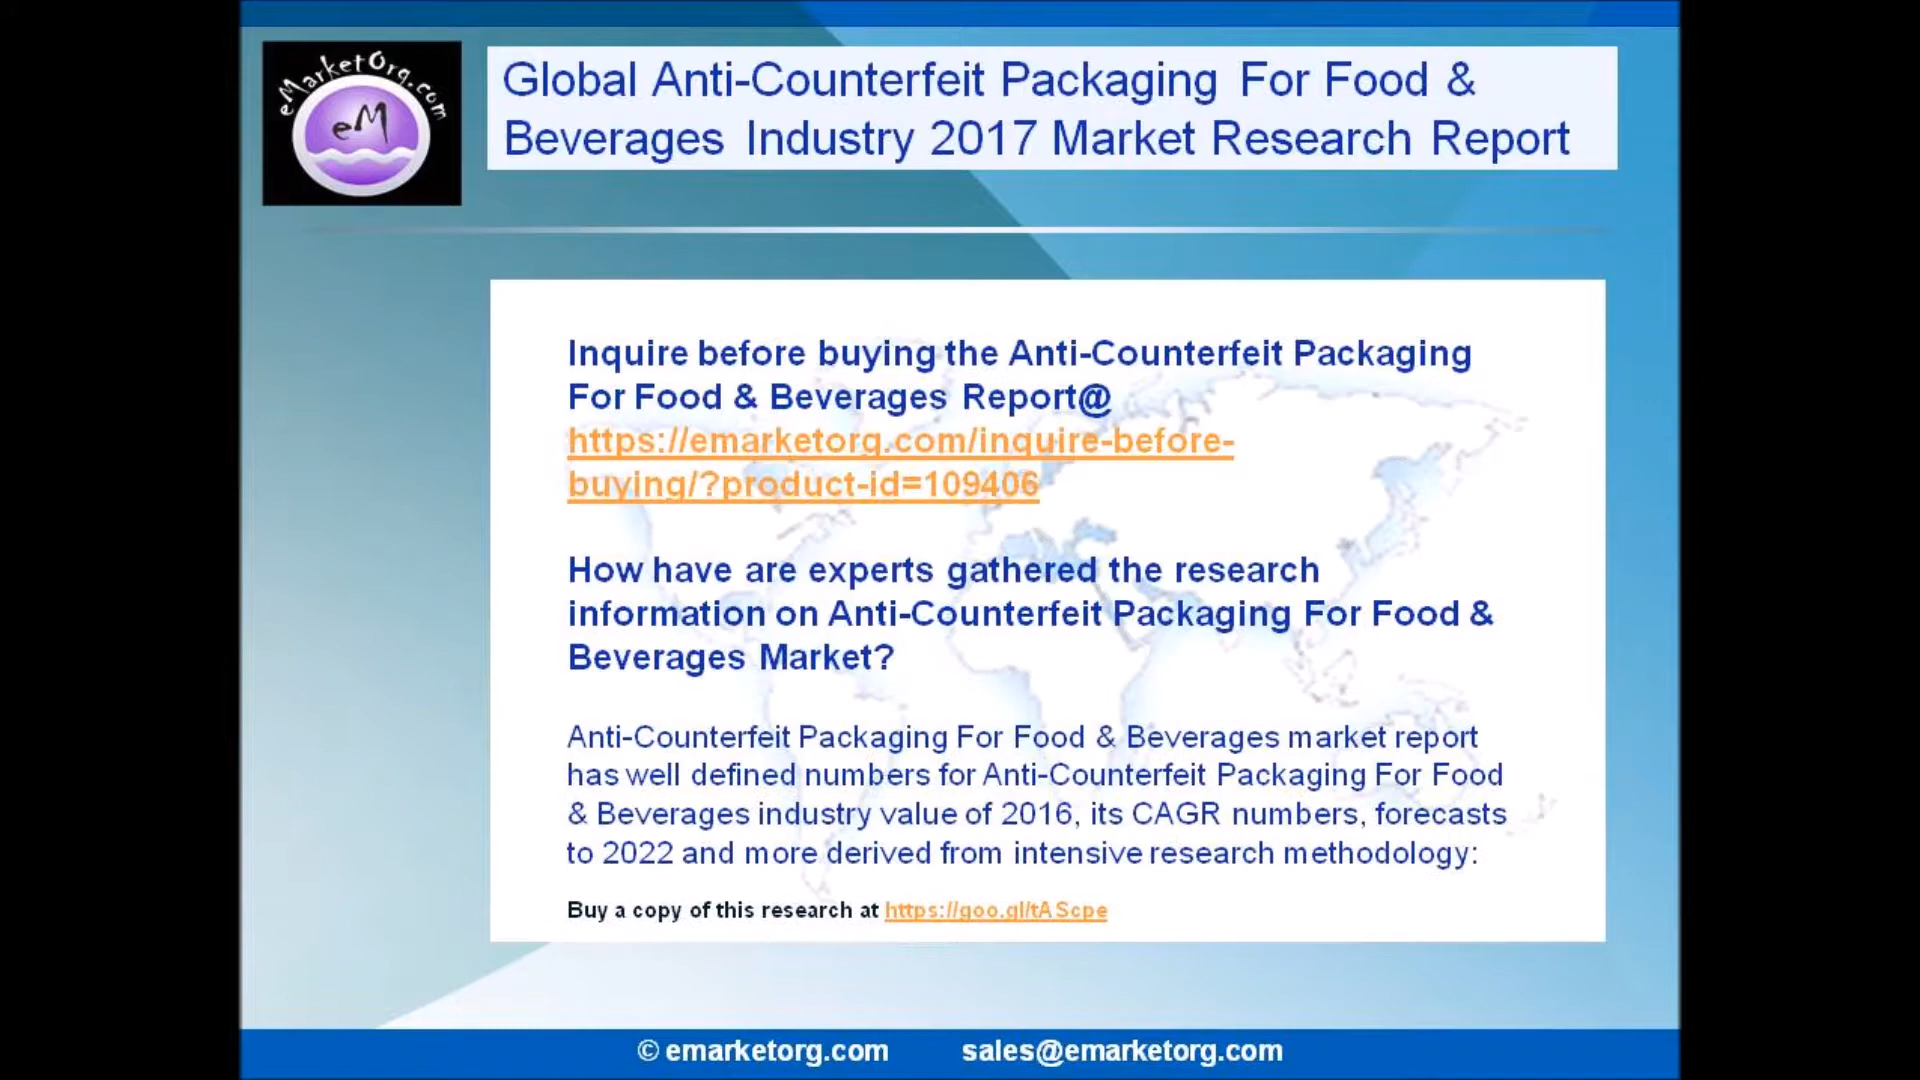 eMarketOrg.com
eM
Global Anti-Counterfeit Packaging For Food &
Beverages Industry 2017 Market Research Report
Inquire before buying the Anti-Counterfeit Packaging
For Food & Beverages Report@
https://emarketorg.com/inquire-before-
buying/?product-id=109406
How have are experts gathered the research
information on Anti-Counterfeit Packaging For Food &
Beverages Market?
Anti-Counterfeit Packaging For Food & Beverages market report
has well defined numbers for Anti-Counterfeit Packaging For Food
& Beverages industry value of 2016, its CAGR numbers, forecasts
to 2022 and more derived from intensive research methodology:
Buy a copy of this research at https://goo.gl/tAScpe
© emarketorg.com sales@emarketorg.com